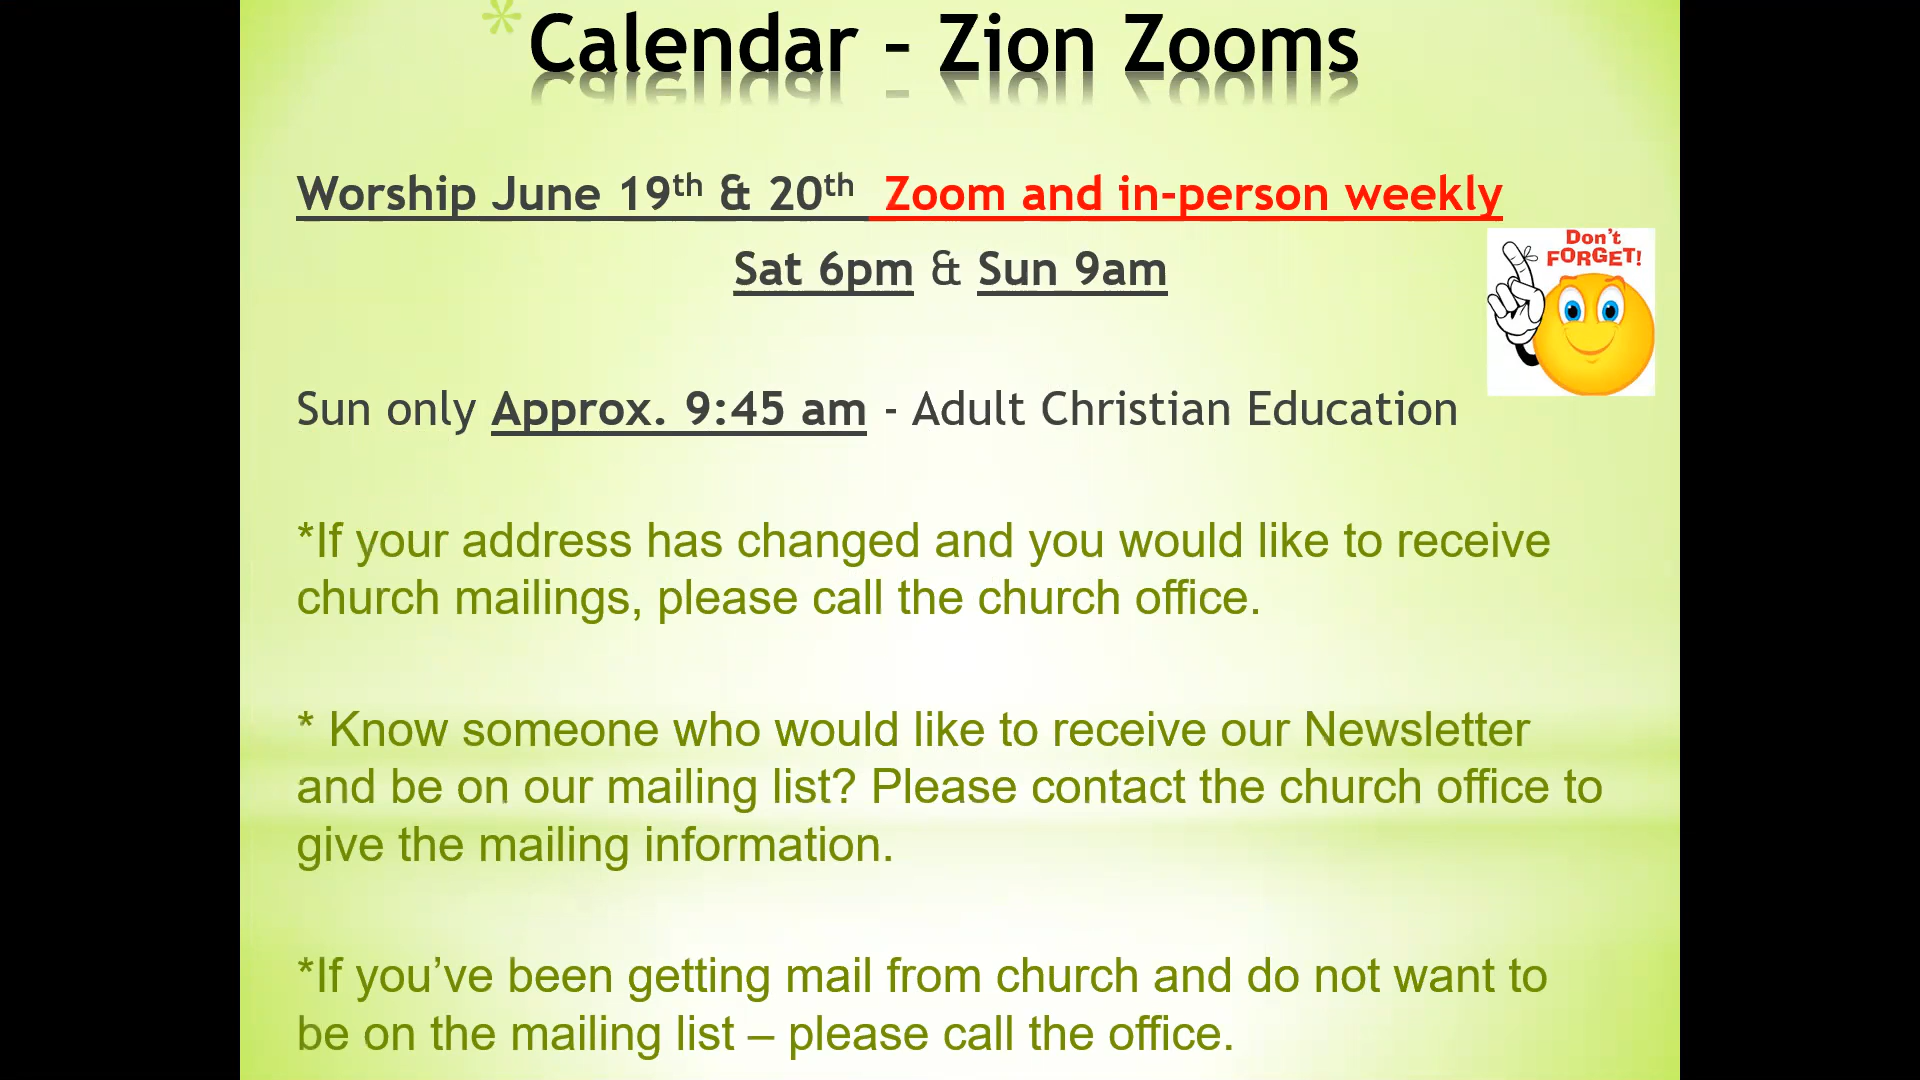 * Calendar – Zion Zooms
Worship June 19th & 20th Zoom and in-person weekly
Sat 6pm & Sun 9am
Don't
FORGET!
Sun only Approx. 9:45 am - Adult Christian Education
*If your address has changed and you would like to receive
church mailings, please call the church office.
* Know someone who would like to receive our Newsletter
and be on our mailing list? Please contact the church office to
give the mailing information.
*If you’ve been getting mail from church and do not want to
be on the mailing list – please call the office.